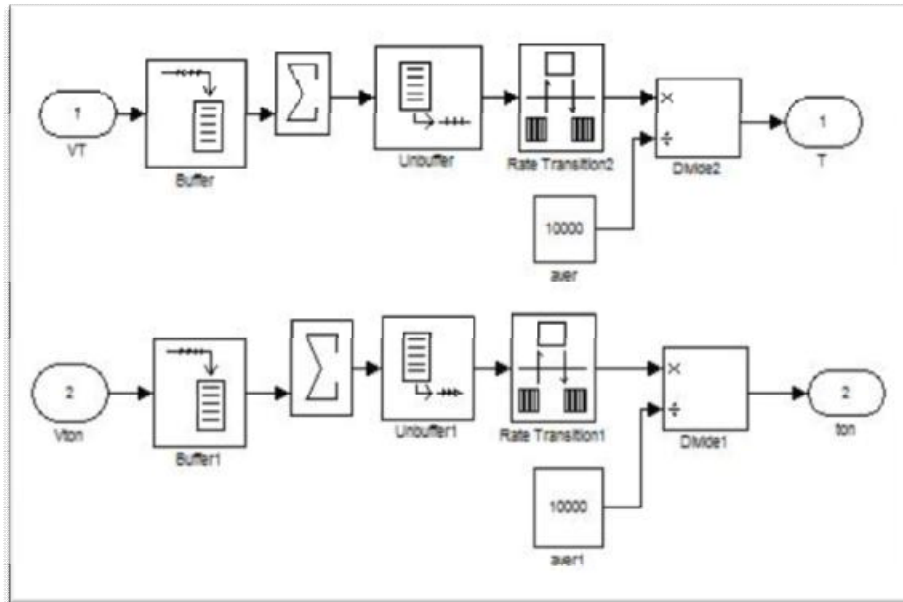 1
VT
Buffer
Unbuffer
Rate Transition2
×
÷
Divide2
1
T
10000
aver
2
Vton
Buffer1
Unbuffer1
Rate Transition1
×
÷
Divide1
2
ton
10000
aver1